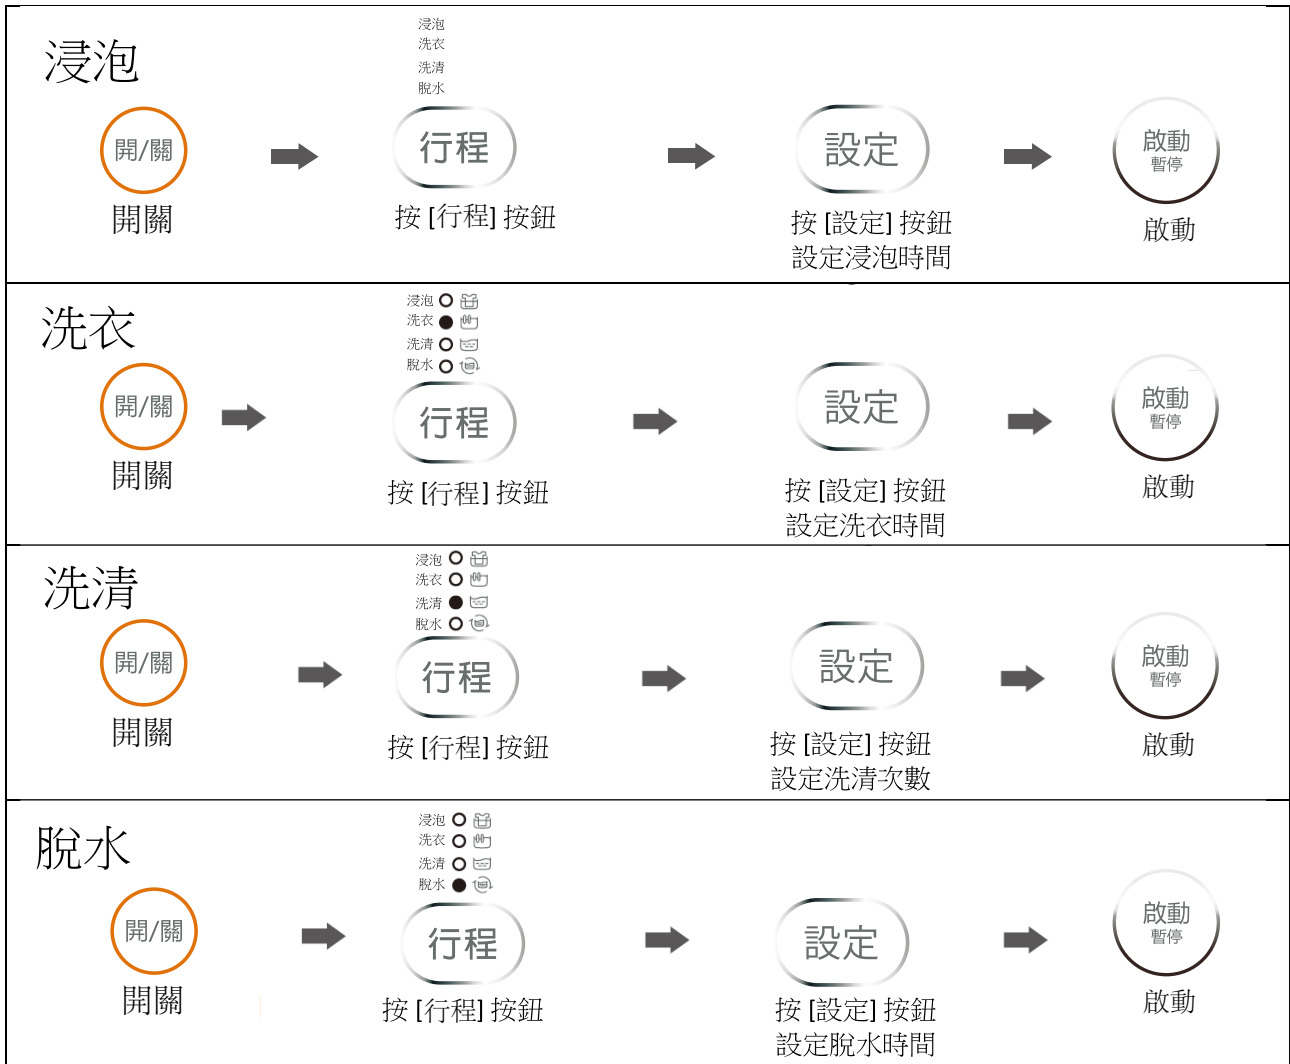 浸泡
浸泡
洗衣
洗清
脫水
開/關
行程
設定
啟動
暫停
開關
按 [行程] 按鈕
按 [設定] 按鈕
設定浸泡時間
啟動
洗衣
浸泡
洗衣
洗清
脫水
開/關
行程
設定
啟動
暫停
開關
按 [行程] 按鈕
按 [設定] 按鈕
設定洗衣時間
啟動
洗清
浸泡
洗衣
洗清
脫水
開/關
行程
設定
啟動
暫停
開關
按 [行程] 按鈕
按 [設定] 按鈕
設定洗清次數
啟動
脫水
浸泡
洗衣
洗清
脫水
開/關
行程
設定
啟動
暫停
開關
按 [行程] 按鈕
按 [設定] 按鈕
設定脫水時間
啟動